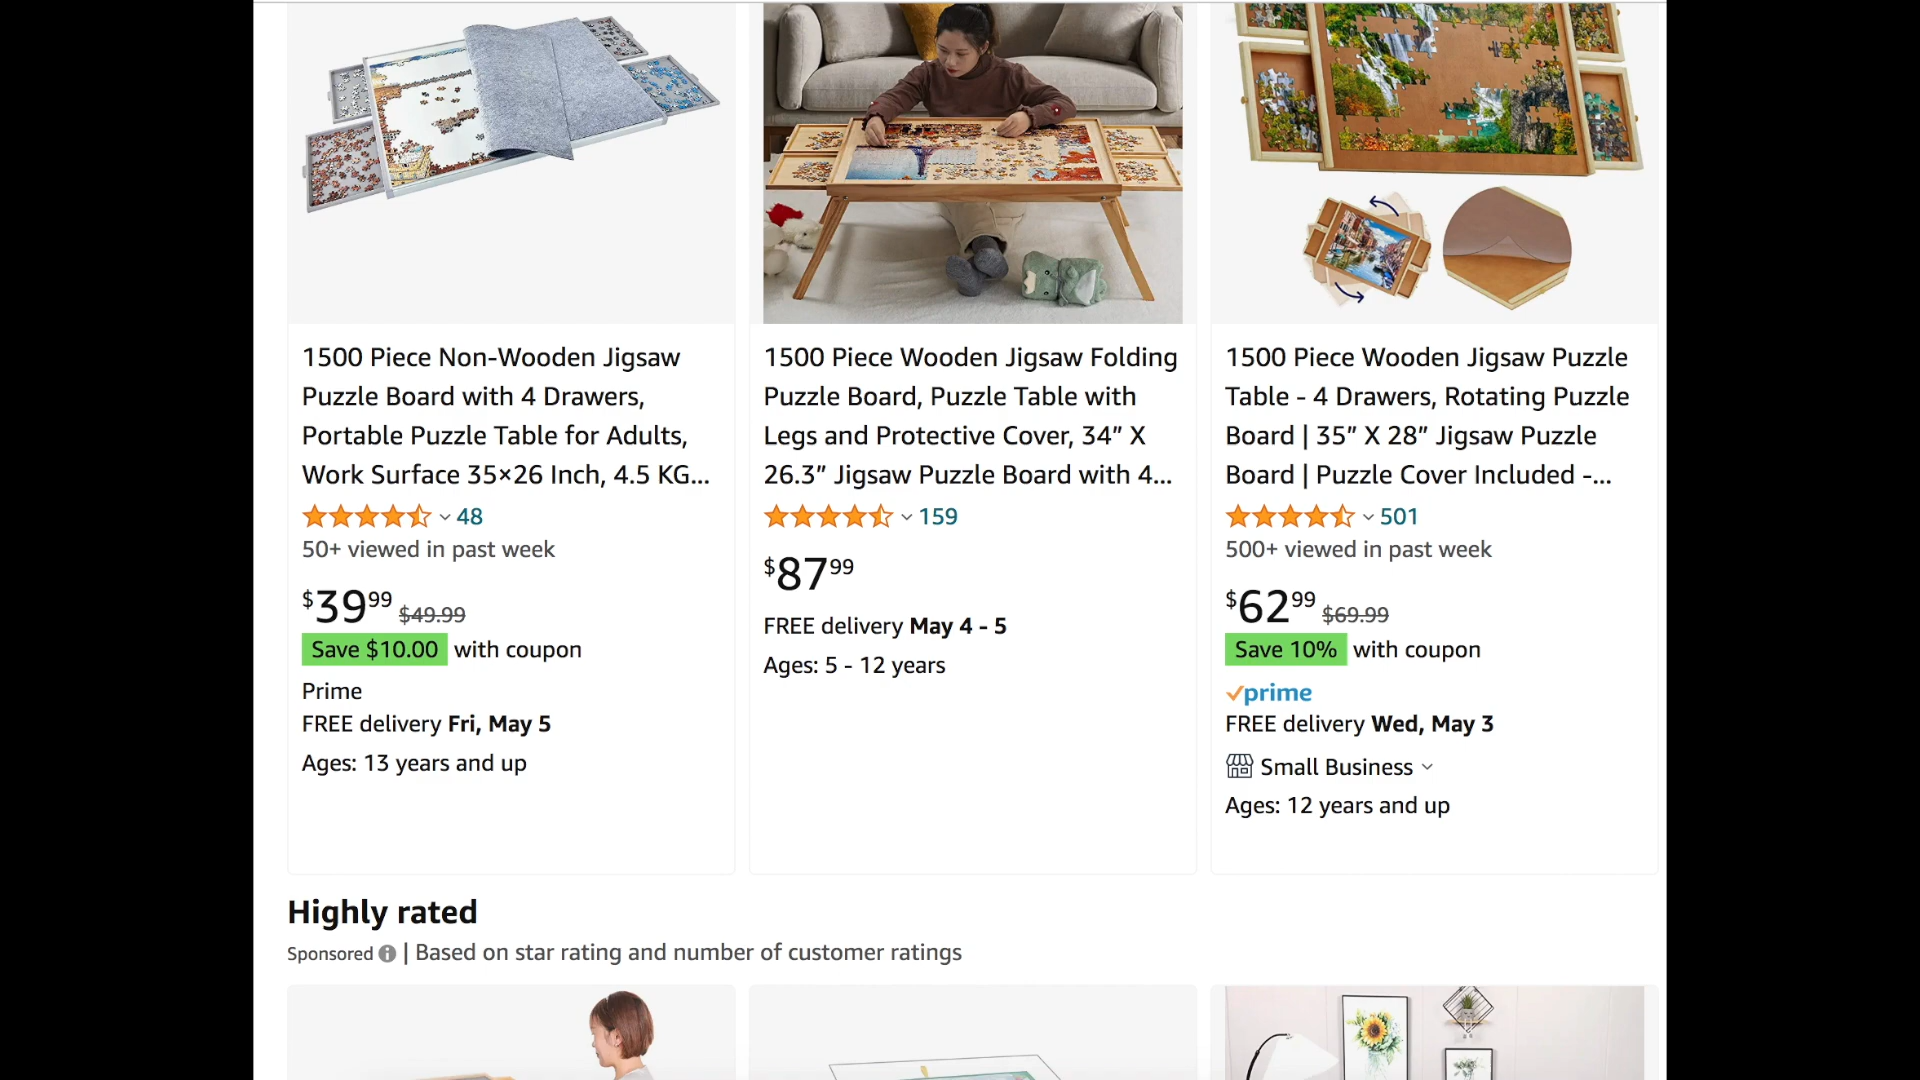 1500 Piece Non-Wooden Jigsaw
Puzzle Board with 4 Drawers,
Portable Puzzle Table for Adults,
Work Surface 35×26 Inch, 4.5 KG...
48
50+ viewed in past week
$39.99 $49.99
Save $10.00 with coupon
Prime
FREE delivery Fri, May 5
Ages: 13 years and up
1500 Piece Wooden Jigsaw Folding
Puzzle Board, Puzzle Table with
Legs and Protective Cover, 34” X
26.3” Jigsaw Puzzle Board with 4...
159
$87.99
FREE delivery May 4 - 5
Ages: 5 - 12 years
1500 Piece Wooden Jigsaw Puzzle
Table - 4 Drawers, Rotating Puzzle
Board | 35” X 28” Jigsaw Puzzle
Board | Puzzle Cover Included -...
501
500+ viewed in past week
$62.99 $69.99
Save 10% with coupon
prime
FREE delivery Wed, May 3
Small Business
Ages: 12 years and up
Highly rated
Sponsored | Based on star rating and number of customer ratings